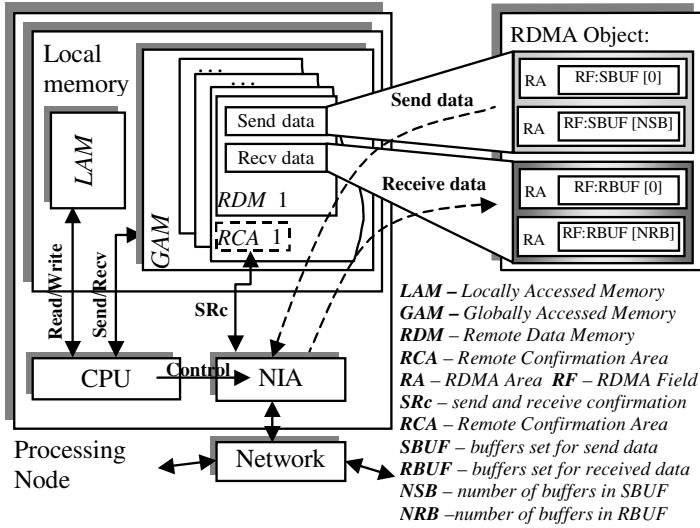 Local
memory
LAM
GAM
. . .
Send data
Recv data
RDM 1
RCA 1
Read/Write
Send/Recv
SRc
CPU
Control
NIA
Processing
Node
Network
Send data
Receive data
RDMA Object:
RA RF:SBUF [0]
RA RF:SBUF [NSB]
RA RF:RBUF [0]
RA RF:RBUF [NRB]
LAM – Locally Accessed Memory
GAM – Globally Accessed Memory
RDM – Remote Data Memory
RCA – Remote Confirmation Area
RA – RDMA Area RF – RDMA Field
SRc – send and receive confirmation
RCA – Remote Confirmation Area
SBUF – buffers set for send data
RBUF – buffers set for received data
NSB –number of buffers in SBUF
NRB –number of buffers in RBUF